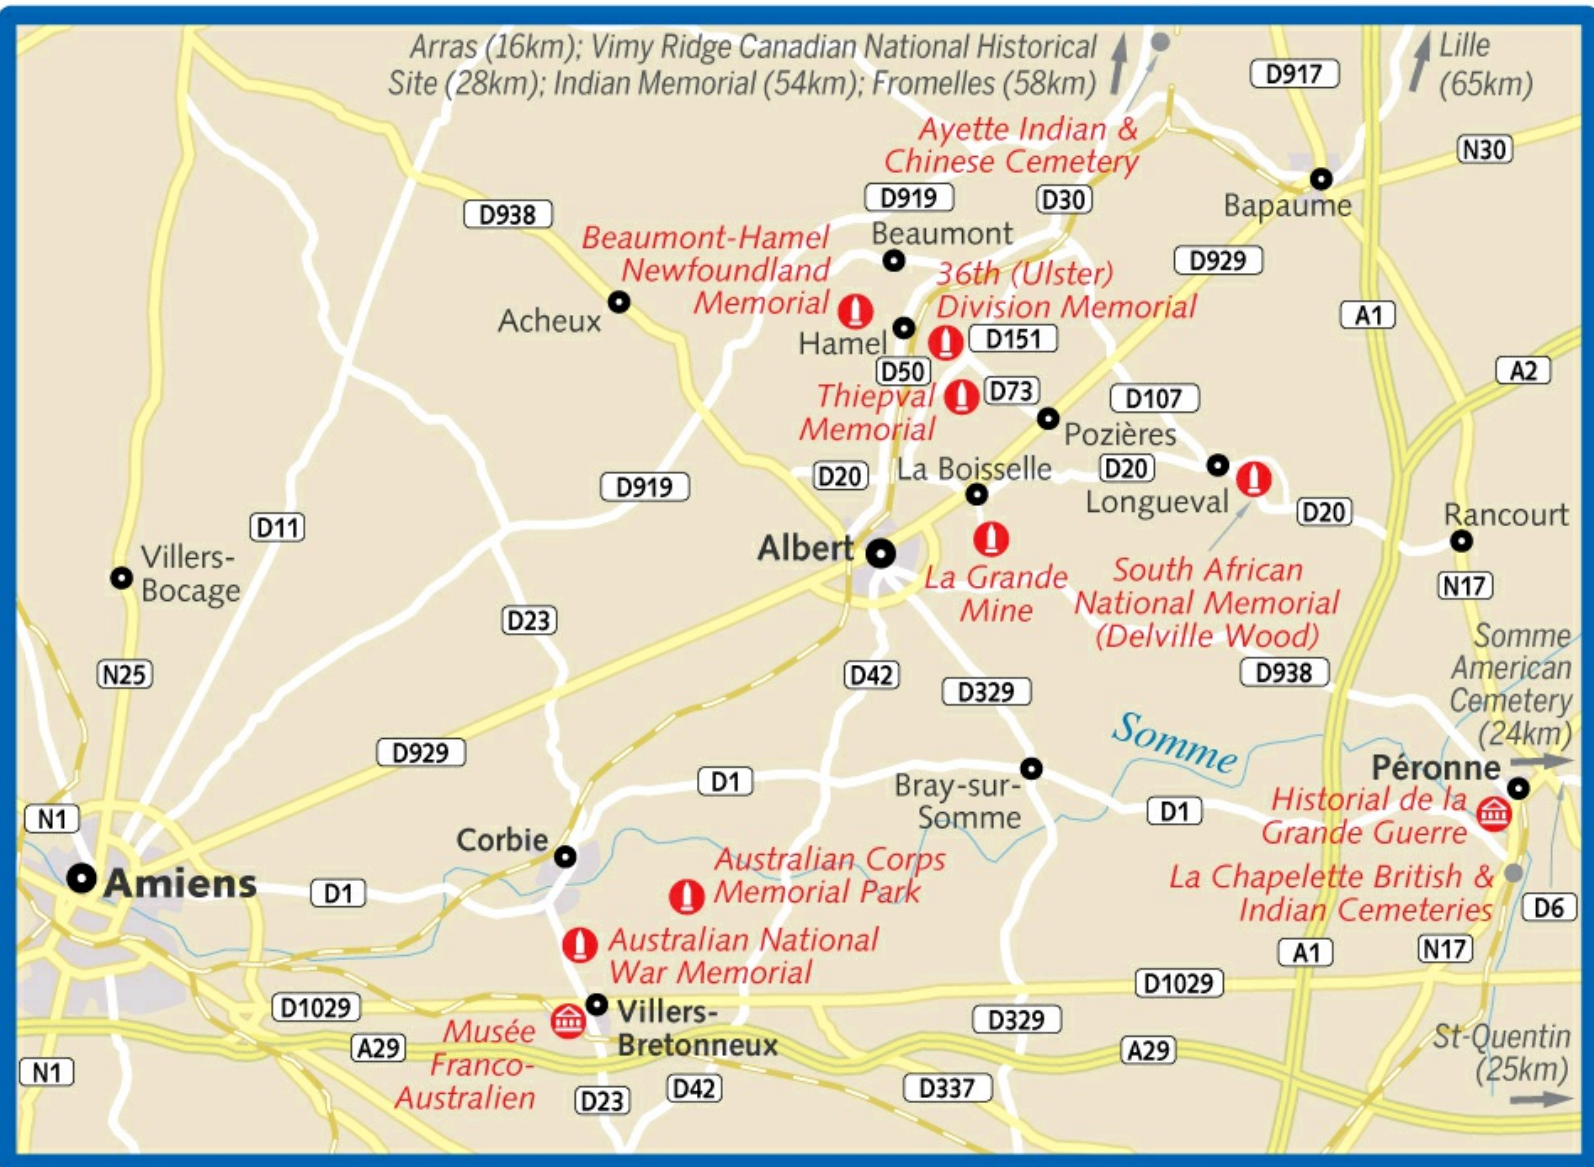 Arras (16km); Vimy Ridge Canadian National Historical
Site (28km); Indian Memorial (54km); Fromelles (58km)
Lille
(65km)
D917
Ayette Indian &
Chinese Cemetery
N30
D919
D30
Bapaume
D938
Beaumont-Hamel
Newfoundland
Memorial
Beaumont
D929
36th (Ulster)
Division Memorial
Acheux
A1
Hamel
D151
D50
A2
Thiepval
Memorial
D73
D107
Pozières
D20
La Boisselle
D20
Longueval
D919
D20
Rancourt
D11
Albert
Villers-
Bocage
La Grande
Mine
South African
National Memorial
(Delville Wood)
N17
D23
Somme
American
Cemetery
(24km)
N25
D42
D329
D938
Somme
D929
D1
Bray-sur-
Somme
D1
Péronne
Historial de la
Grande Guerre
N1
Corbie
Amiens
D1
Australian Corps
Memorial Park
La Chapelette British &
Indian Cemeteries
D6
Australian National
War Memorial
A1
N17
D1029
D1029
Villers-
Bretonneux
D329
Musée
Franco-
Australien
A29
A29
St-Quentin
(25km)
N1
D23
D42
D337